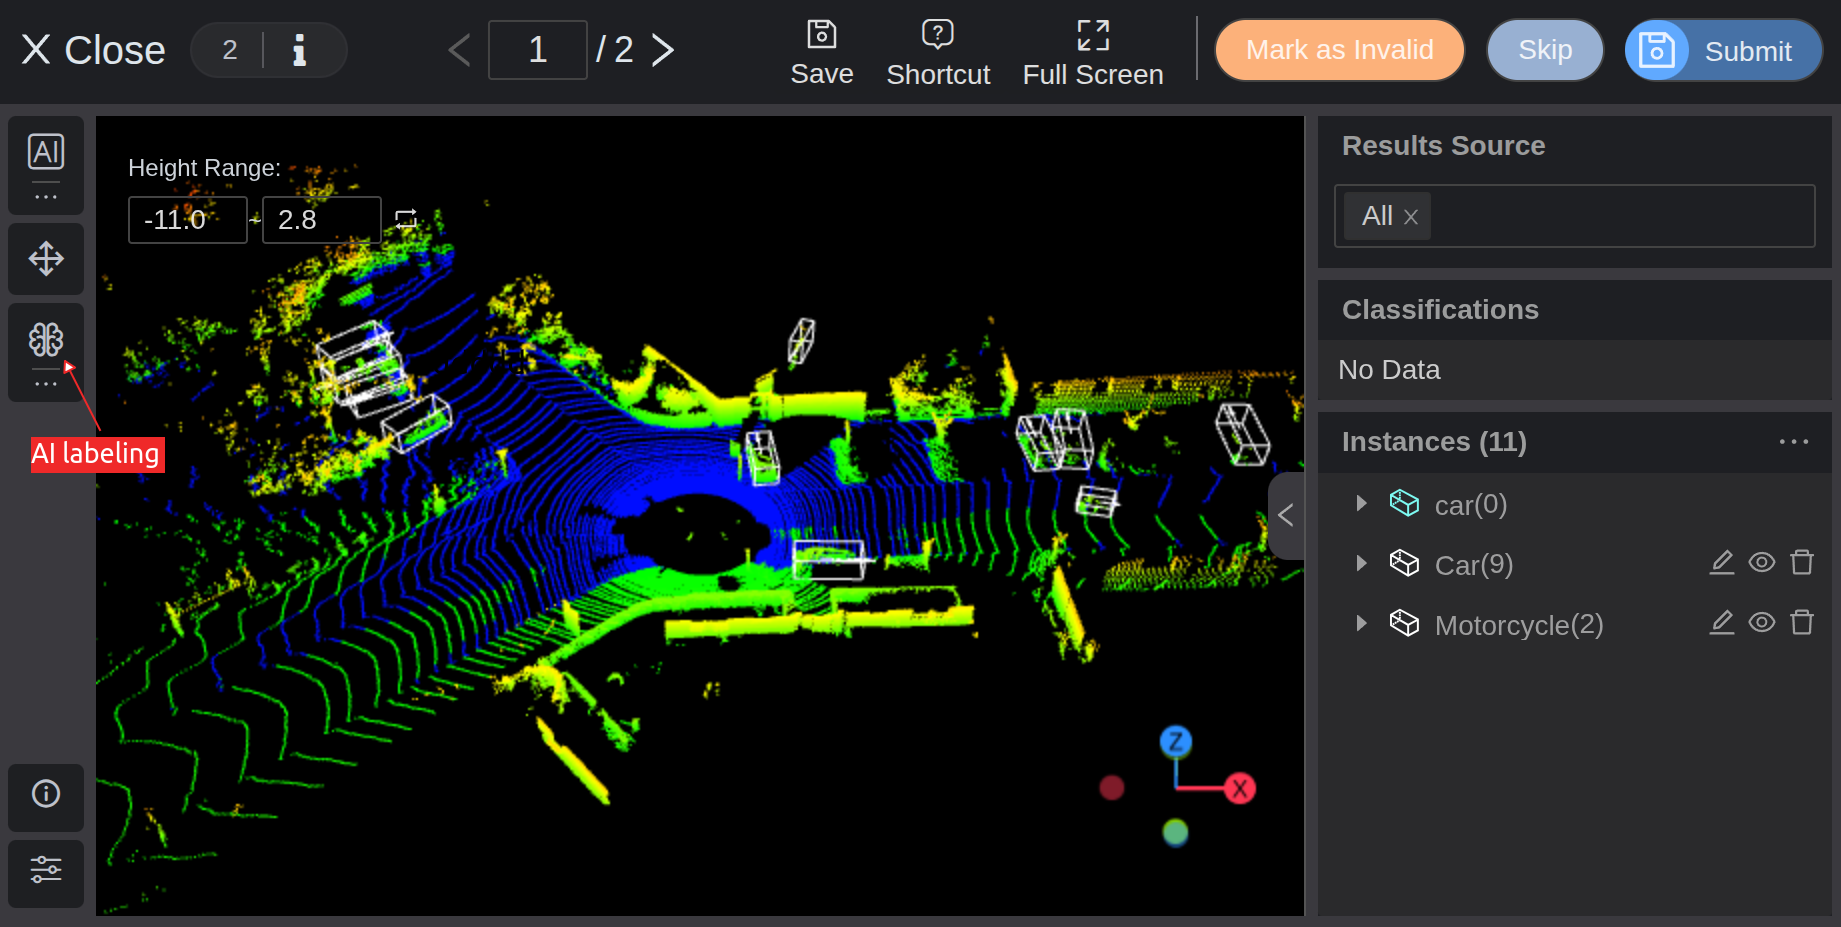 X Close
2
1 / 2
Save
Shortcut
Full Screen
Mark as Invalid
Skip
Submit
AI
...
...
AI labeling
Height Range:
-11.0 ~ 2.8
Z
X
Results Source
All
Classifications
No Data
Instances (11)
car(0)
Car(9)
Motorcycle(2)